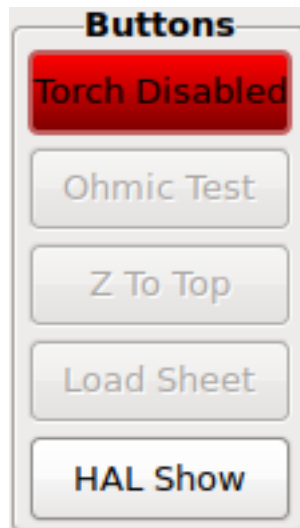 Buttons
Torch Disabled
Ohmic Test
Z To Top
Load Sheet
HAL Show